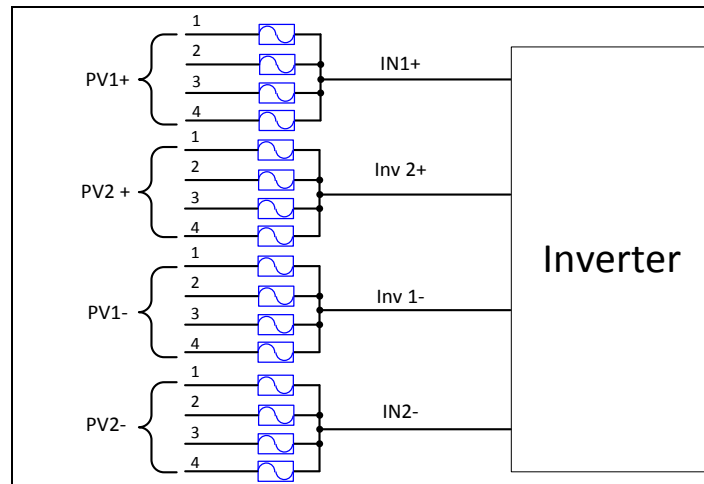 1
2
3
4
PV1+
IN1+
1
2
3
4
PV2 +
Inv 2+
1
2
3
4
PV1-
Inv 1-
1
2
3
4
PV2-
IN2-
Inverter